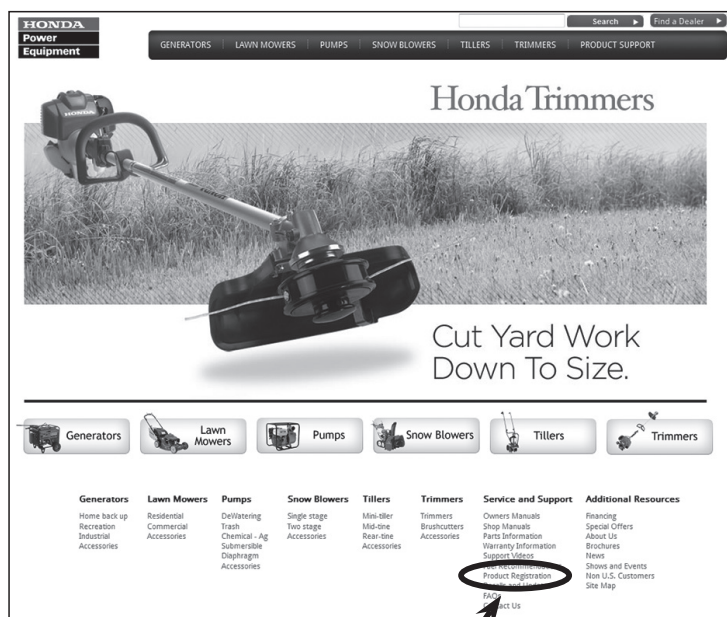 HONDA
Power
Equipment
Search
Find a Dealer
GENERATORS LAWN MOWERS PUMPS SNOW BLOWERS TILLERS TRIMMERS PRODUCT SUPPORT
Honda Trimmers
HONDA
Cut Yard Work
Down To Size.
Generators
Lawn
Mowers
Pumps
Snow Blowers
Tillers
Trimmers
Generators
Home back up
Recreation
Industrial
Accessories
Lawn Mowers
Residential
Commercial
Accessories
Pumps
DeWatering
Trash
Chemical - Ag
Submersible
Diaphragm
Accessories
Snow Blowers
Single stage
Two stage
Accessories
Tillers
Mini-tiller
Mid-tine
Rear-tine
Accessories
Trimmers
Trimmers
Brushcutters
Accessories
Service and Support
Owners Manuals
Shop Manuals
Parts Information
Warranty Information
Support Videos
Product Registration
FAQs
Us
Additional Resources
Financing
Special Offers
About Us
Brochures
News
Shows and Events
Non U.S. Customers
Site Map